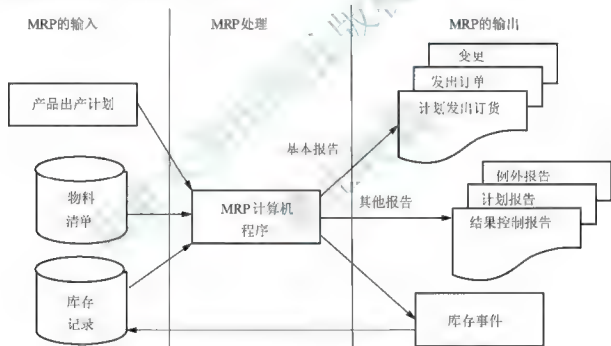 MRP的输入
MRP处理
MRP的输出
产品出产计划
物料
清单
库存
记录
MRP计算机
程序
基本报告
其他报告
变更
发出订单
计划发出订货
例外报告
计划报告
结果控制报告
库存事件